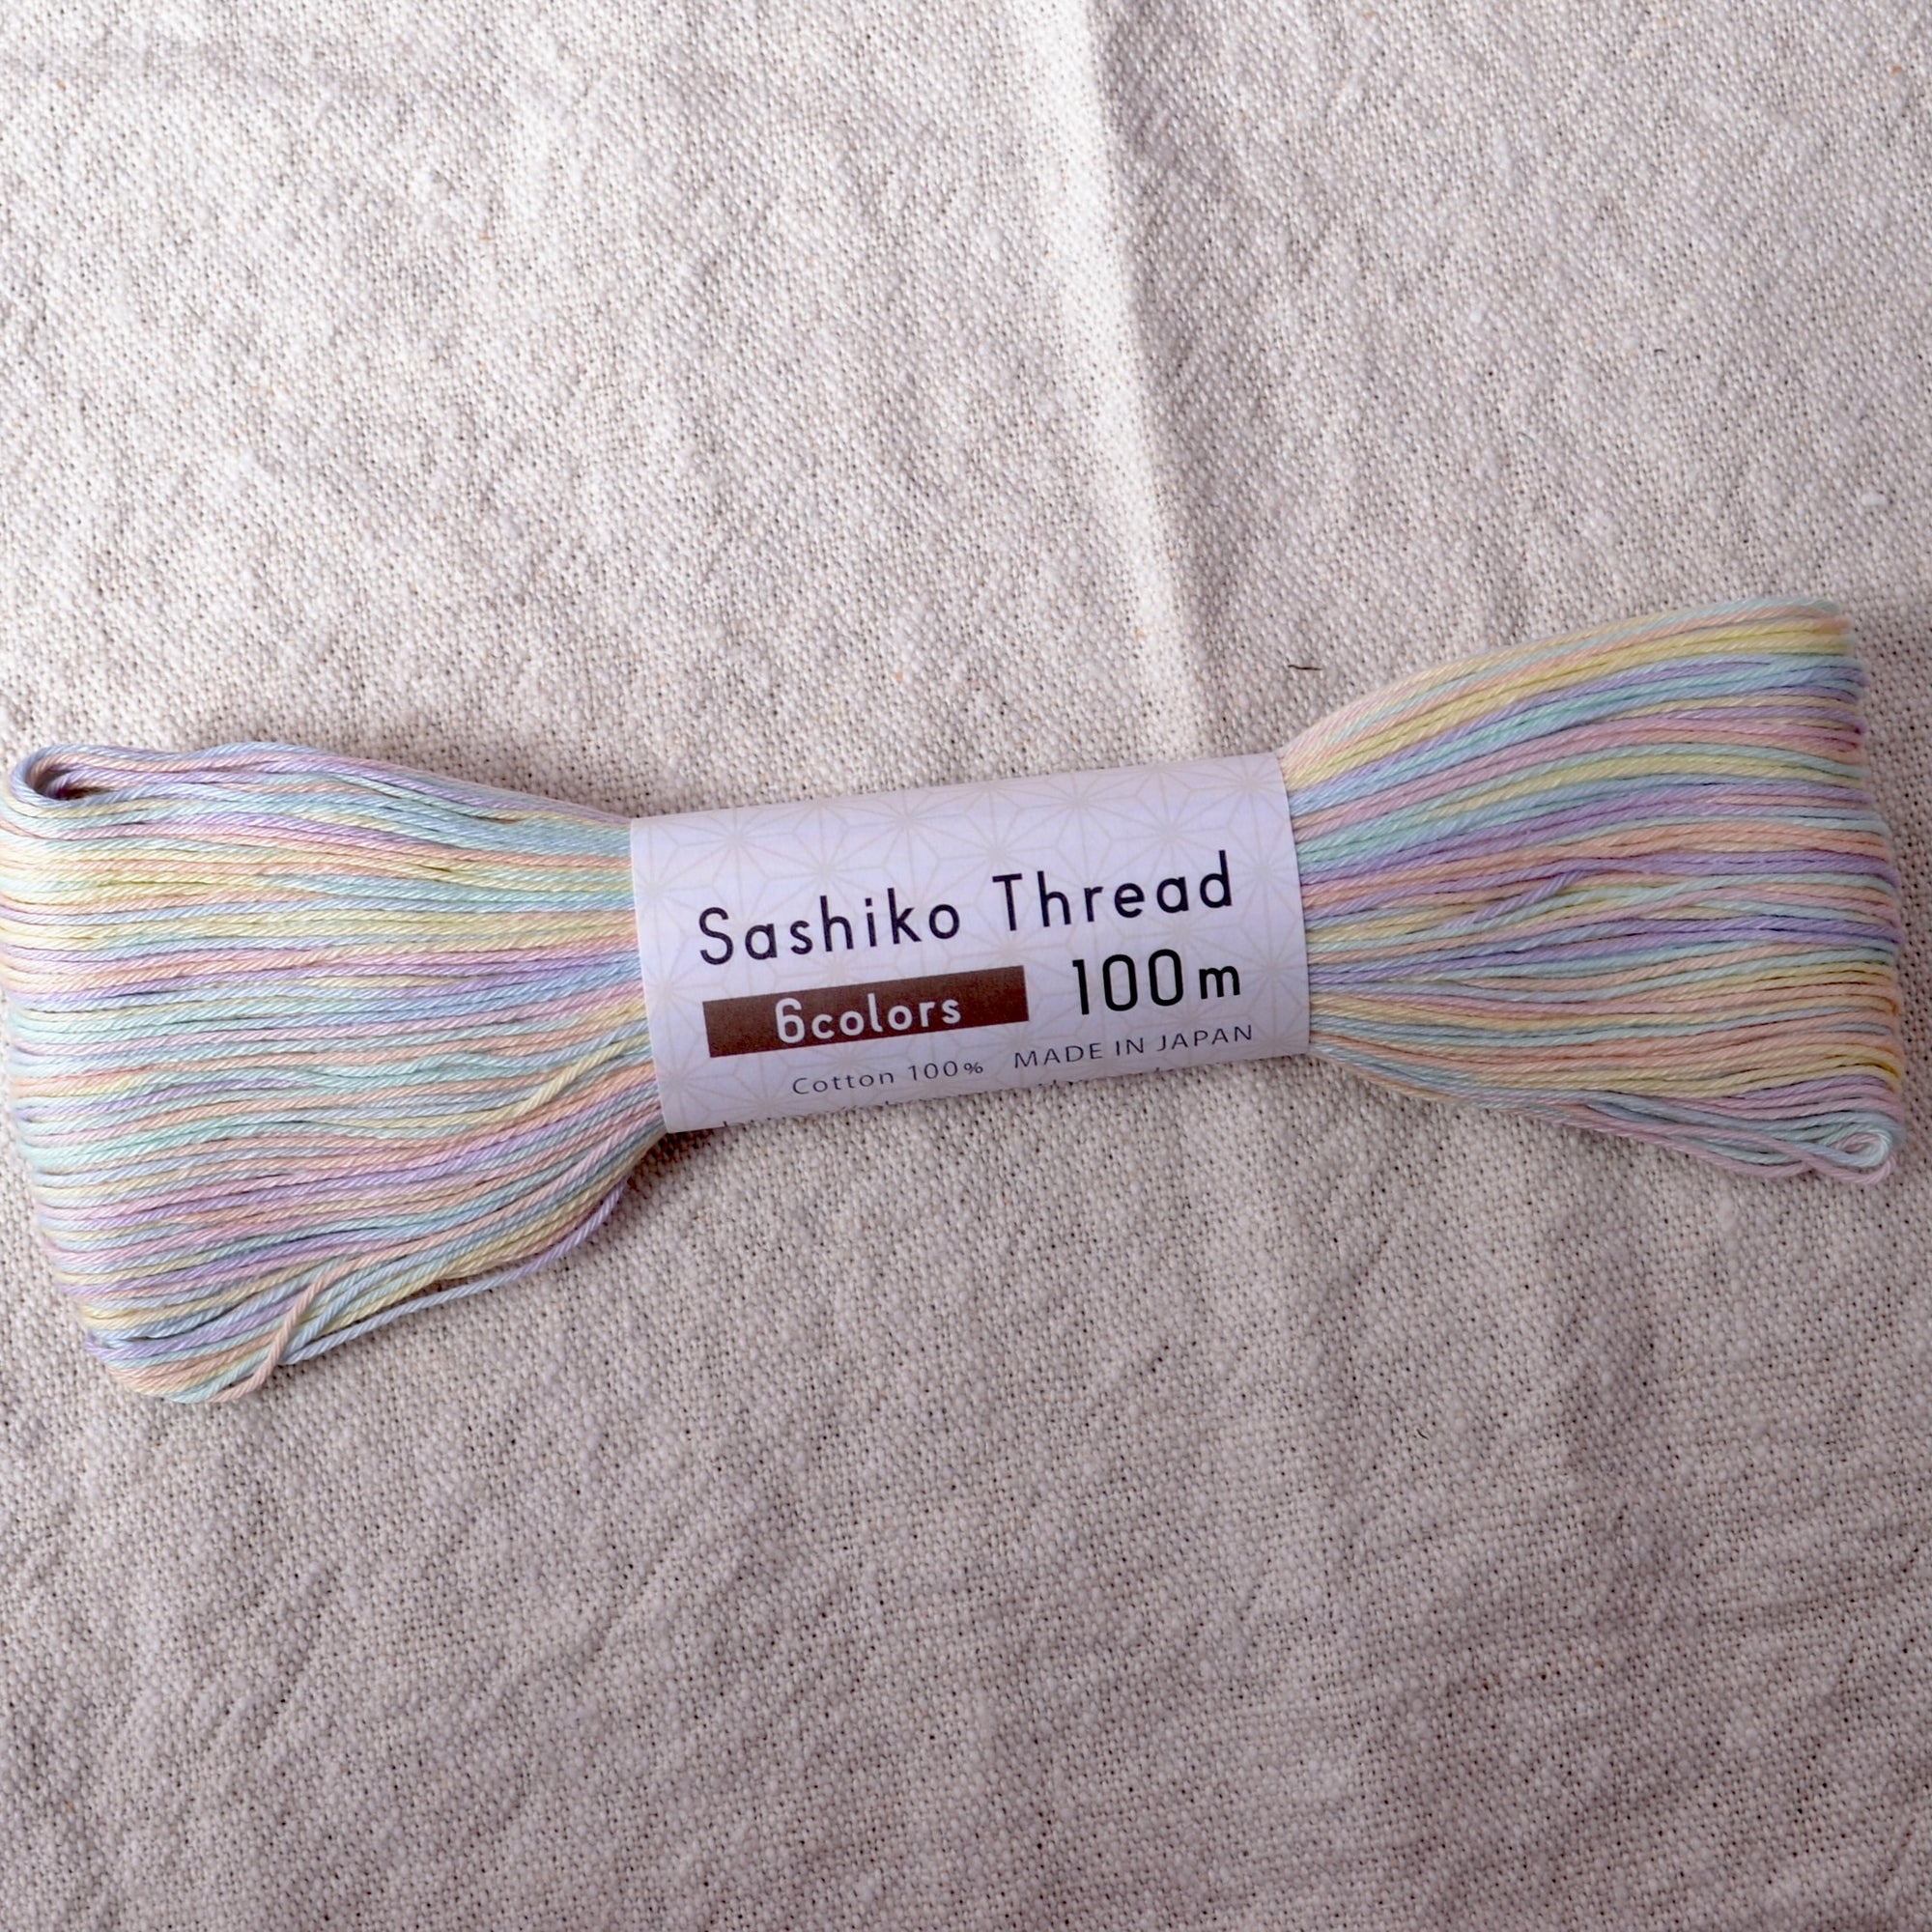 Sashiko Thread
6colors 100m
Cotton 100% MADE IN JAPAN